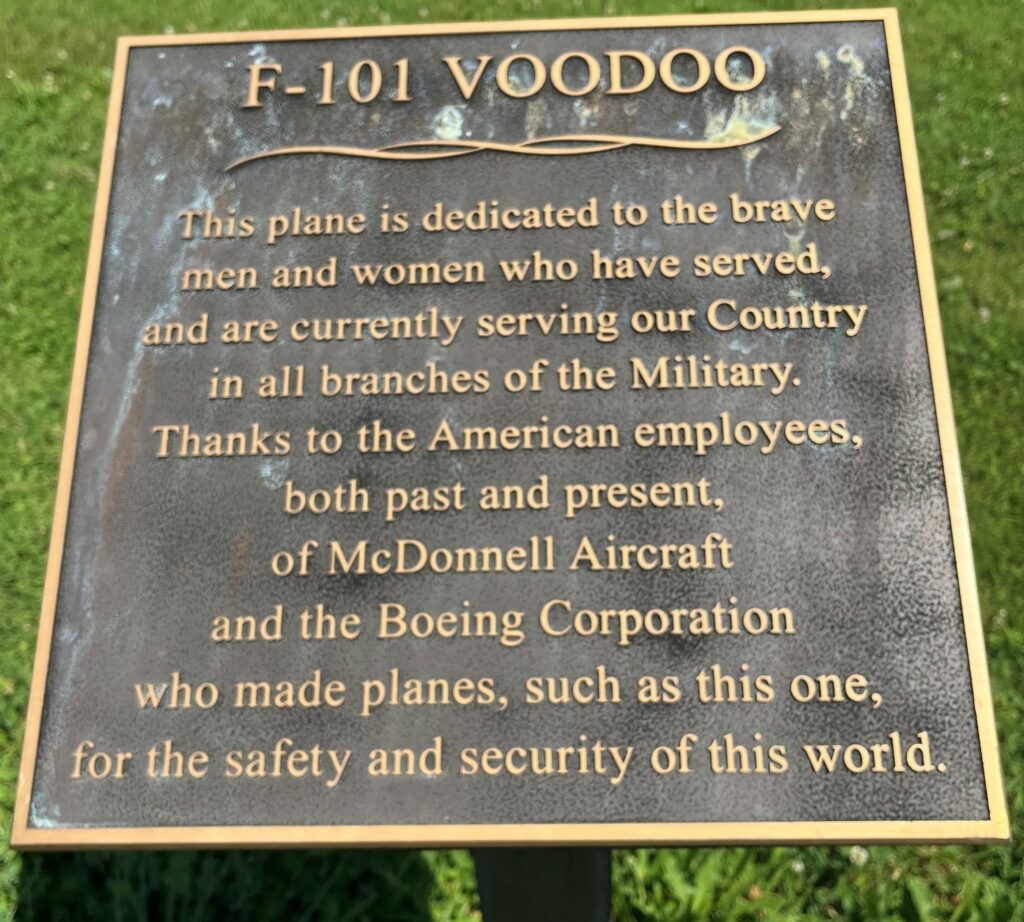 F-101 VOODOO
This plane is dedicated to the brave
men and women who have served,
and are currently serving our Country
in all branches of the Military.
Thanks to the American employees,
both past and present,
of McDonnell Aircraft
and the Boeing Corporation
who made planes, such as this one,
for the safety and security of this world.